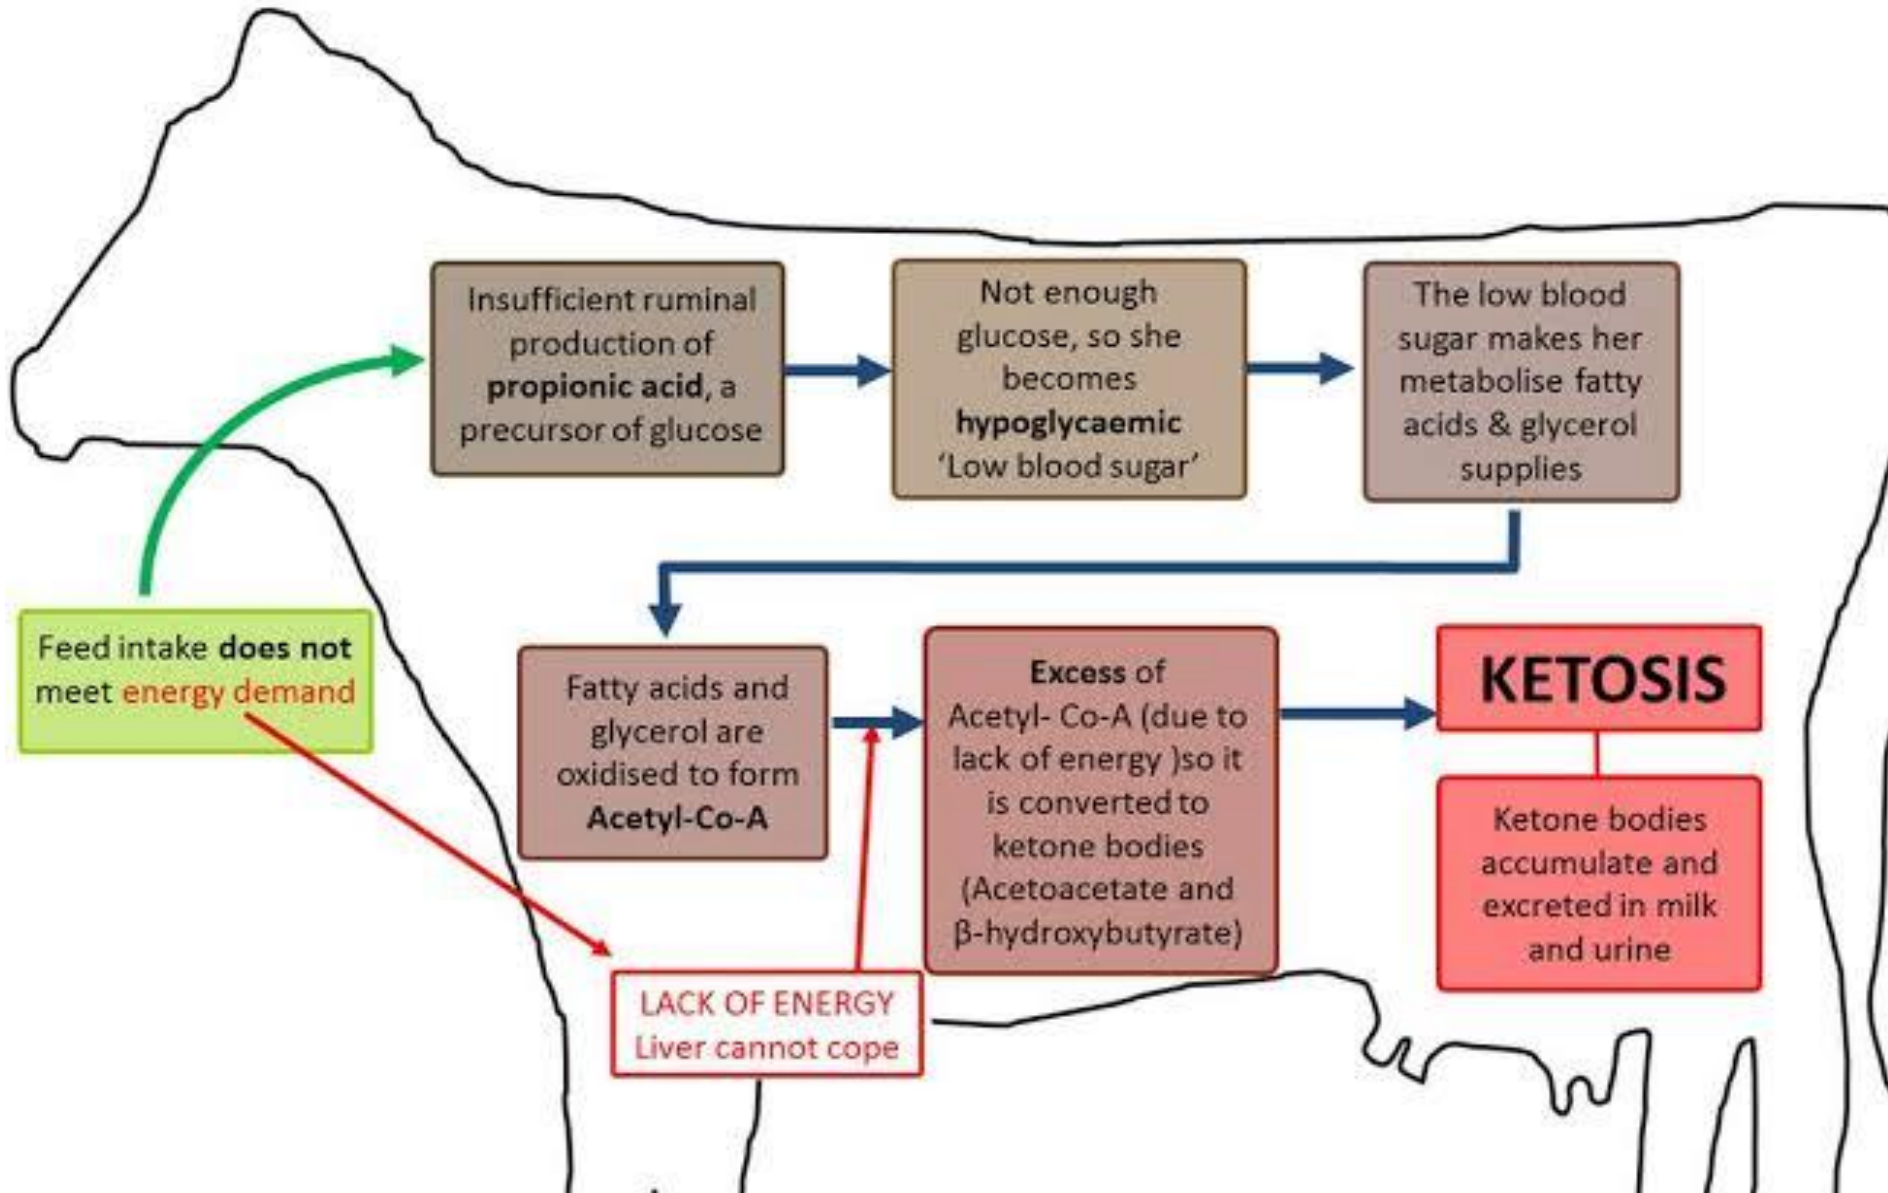 Insufficient ruminal
production of
propionic acid, a
precursor of glucose
Not enough
glucose, so she
becomes
hypoglycaemic
‘Low blood sugar’
The low blood
sugar makes her
metabolise fatty
acids & glycerol
supplies
Feed intake does not
meet energy demand
Fatty acids and
glycerol are
oxidised to form
Acetyl-Co-A
Excess of
Acetyl- Co-A (due to
lack of energy )so it
is converted to
ketone bodies
(Acetoacetate and
β-hydroxybutyrate)
KETOSIS
Ketone bodies
accumulate and
excreted in milk
and urine
LACK OF ENERGY
Liver cannot cope